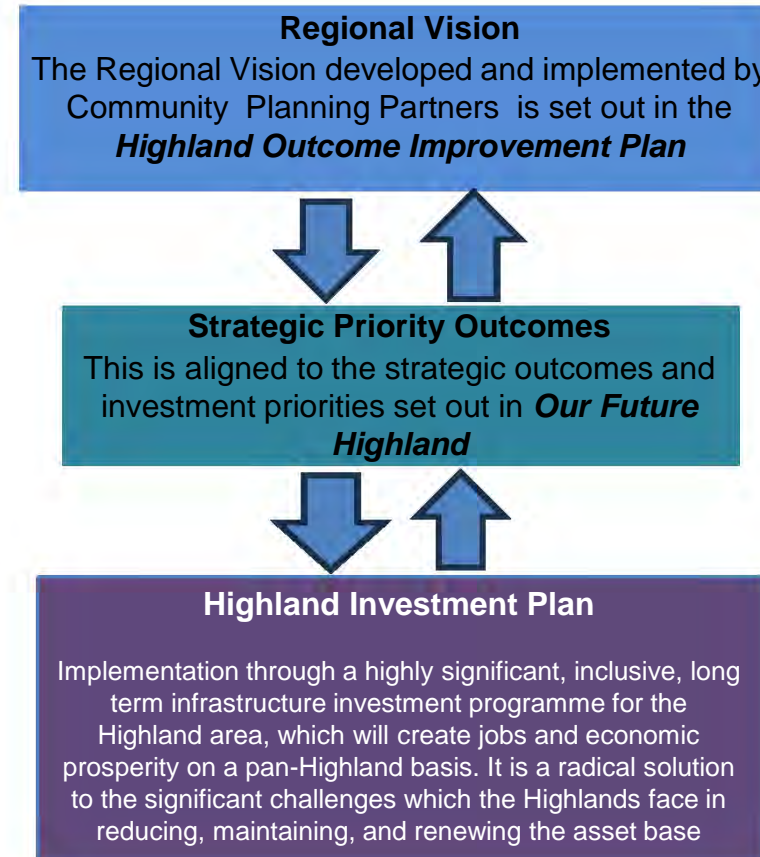 Regional Vision
The Regional Vision developed and implemented by
Community Planning Partners is set out in the
Highland Outcome Improvement Plan
Strategic Priority Outcomes
This is aligned to the strategic outcomes and
investment priorities set out in Our Future
Highland
Highland Investment Plan
Implementation through a highly significant, inclusive, long
term infrastructure investment programme for the
Highland area, which will create jobs and economic
prosperity on a pan-Highland basis. It is a radical solution
to the significant challenges which the Highlands face in
reducing, maintaining, and renewing the asset base